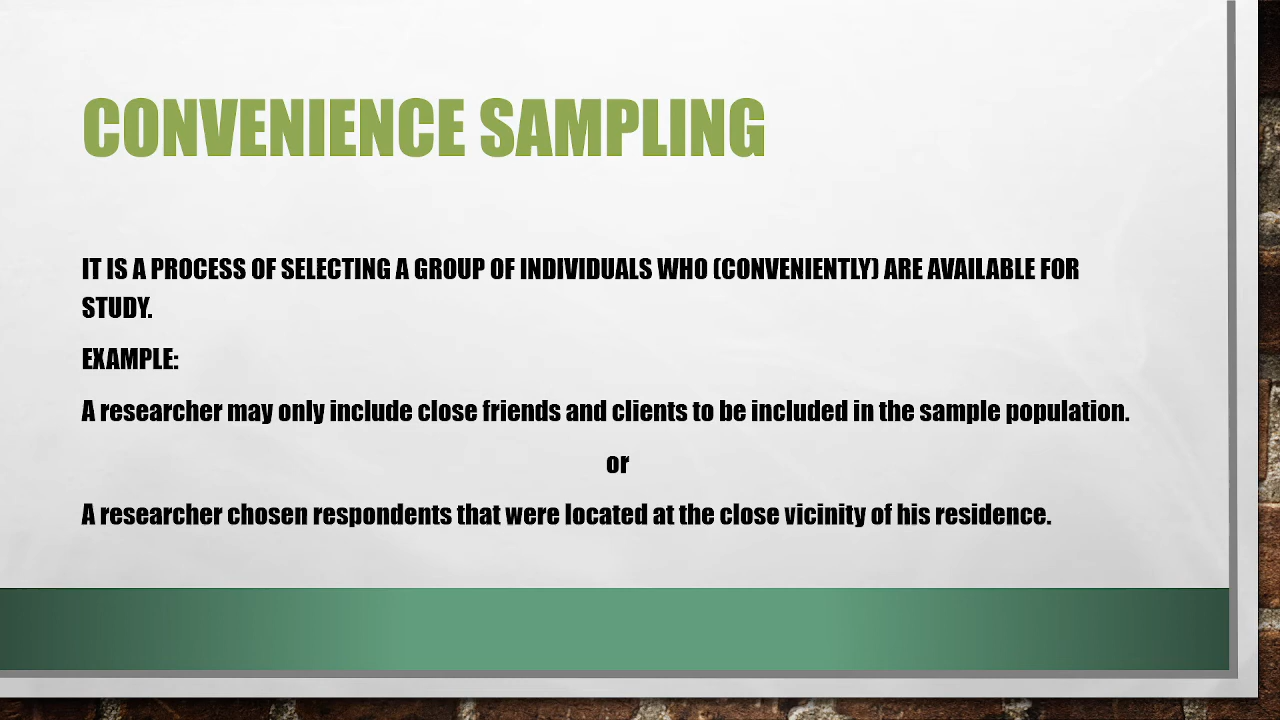 CONVENIENCE SAMPLING
IT IS A PROCESS OF SELECTING A GROUP OF INDIVIDUALS WHO (CONVENIENTLY) ARE AVAILABLE FOR
STUDY.
EXAMPLE:
A researcher may only include close friends and clients to be included in the sample population.
or
A researcher chosen respondents that were located at the close vicinity of his residence.